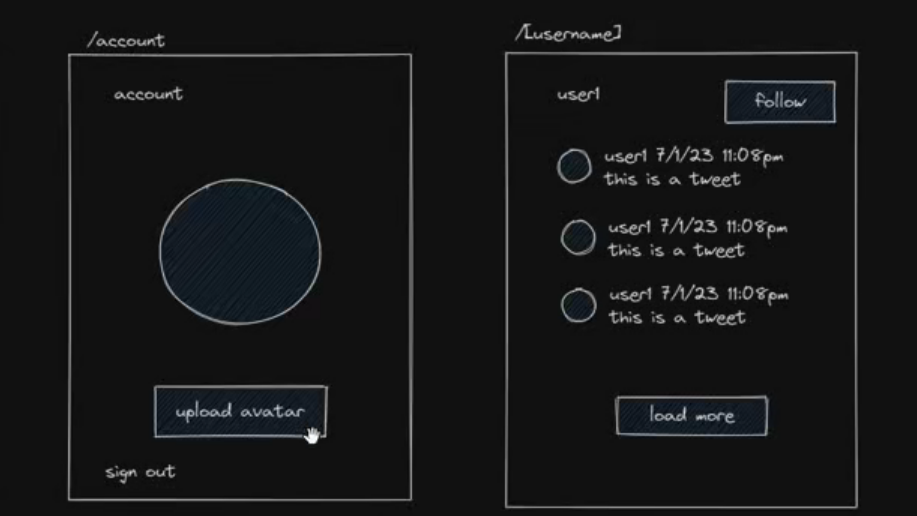 /account
account
upload avatar
sign out
/[username]
user1
follow
user1 7/1/23 11:08pm
this is a tweet
user1 7/1/23 11:08pm
this is a tweet
user1 7/1/23 11:08pm
this is a tweet
load more